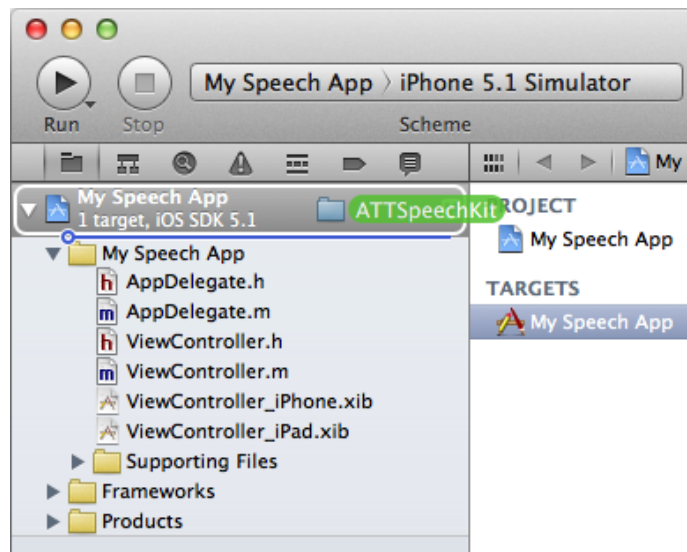 My Speech App 〉 iPhone 5.1 Simulator
Run Stop Scheme
My
My Speech App
1 target, iOS SDK 5.1
ATTSpeechKit
PROJECT
My Speech App
My Speech App
h AppDelegate.h
m AppDelegate.m
h ViewController.h
m ViewController.m
ViewController_iPhone.xib
ViewController_iPad.xib
Supporting Files
Frameworks
Products
TARGETS
My Speech App